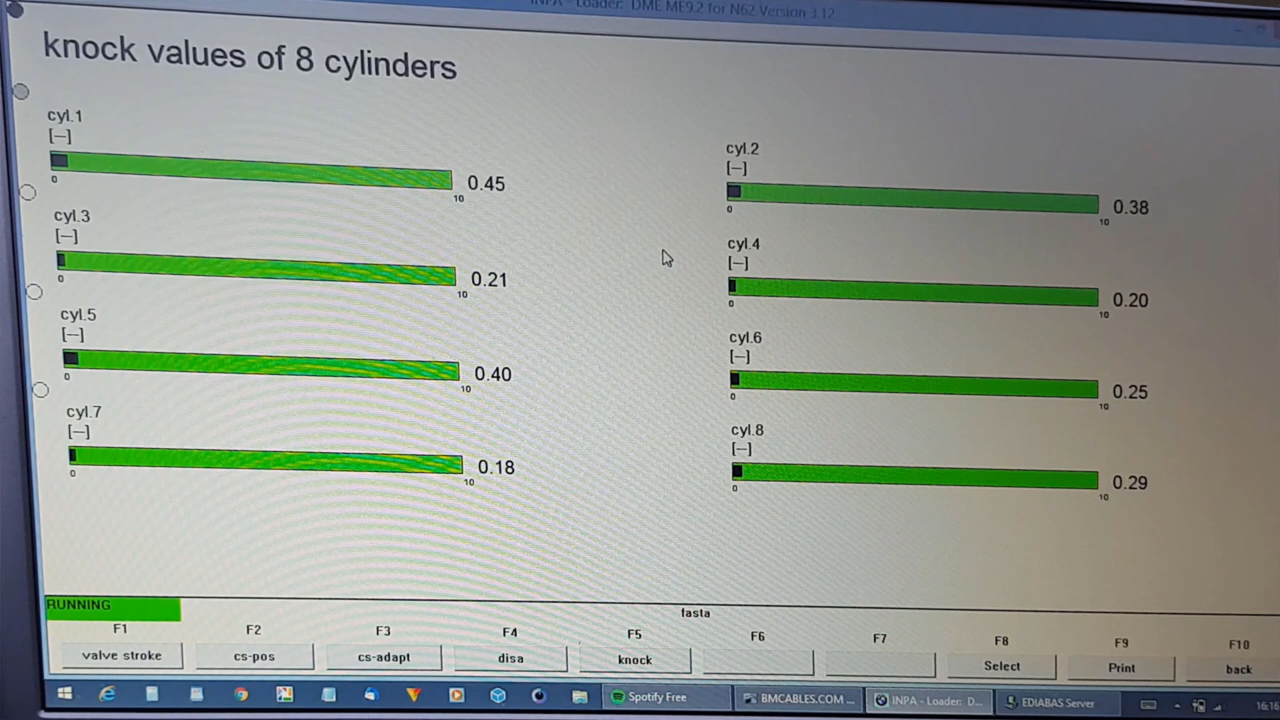 INPA - Loader: DME ME9.2 for N62 Version 3.12
knock values of 8 cylinders
cyl.1
[--]
0.45
0
10
cyl.2
[--]
0.38
0
10
cyl.3
[--]
0.21
0
10
cyl.4
[--]
0.20
0
10
cyl.5
[--]
0.40
0
10
cyl.6
[--]
0.25
0
10
cyl.7
[--]
0.18
0
10
cyl.8
[--]
0.29
0
10
RUNNING
fasta
F1 F2 F3 F4 F5 F6 F7 F8 F9 F10
valve stroke cs-pos cs-adapt disa knock Select Print back
Spotify Free BMCABLES.COM ... INPA - Loader: D... EDIABAS Server 16:16